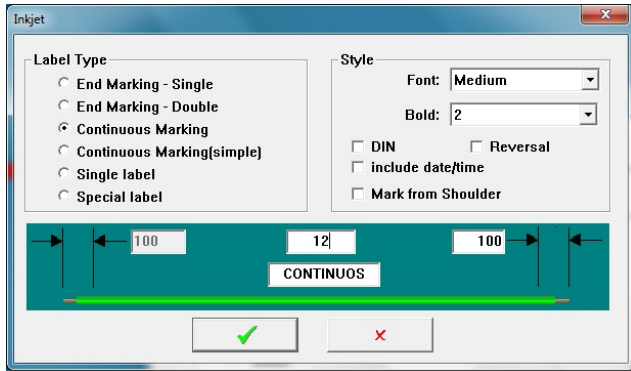 Inkjet
Label Type
End Marking - Single
End Marking - Double
Continuous Marking
Continuous Marking(simple)
Single label
Special label
Style
Font: Medium
Bold: 2
DIN Reversal
include date/time
Mark from Shoulder
100 12 100
CONTINUOS